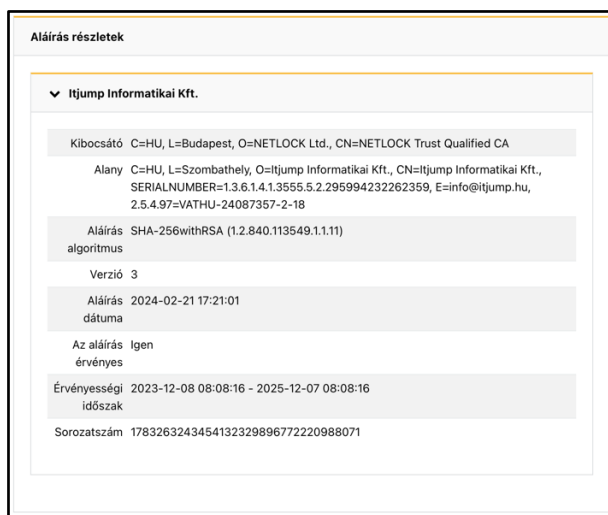 Aláírás részletek
Itjump Informatikai Kft.
Kibocsátó C=HU, L=Budapest, O=NETLOCK Ltd., CN=NETLOCK Trust Qualified CA
Alany C=HU, L=Szombathely, O=Itjump Informatikai Kft., CN=Itjump Informatikai Kft.,
SERIALNUMBER=1.3.6.1.4.1.3555.5.2.295994232262359, E=info@itjump.hu,
2.5.4.97=VATHU-24087357-2-18
Aláírás SHA-256withRSA (1.2.840.113549.1.1.11)
algoritmus
Verzió 3
Aláírás 2024-02-21 17:21:01
dátuma
Az aláírás Igen
érvényes
Érvényességi 2023-12-08 08:08:16 - 2025-12-07 08:08:16
időszak
Sorozatszám 178326324345413232989677222098807​1